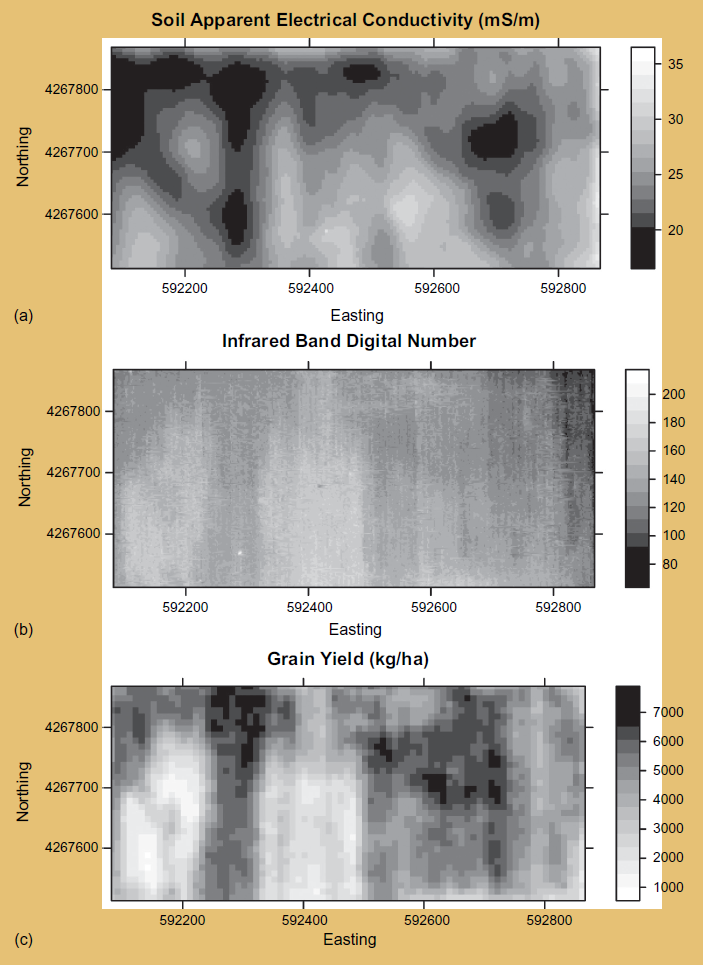 Soil Apparent Electrical Conductivity (mS/m)
Northing
4267800
4267700
4267600
35
30
25
20
592200 592400 592600 592800
(a) Easting
Infrared Band Digital Number
Northing
4267800
4267700
4267600
200
180
160
140
120
100
80
592200 592400 592600 592800
(b) Easting
Grain Yield (kg/ha)
Northing
4267800
4267700
4267600
7000
6000
5000
4000
3000
2000
1000
592200 592400 592600 592800
(c) Easting